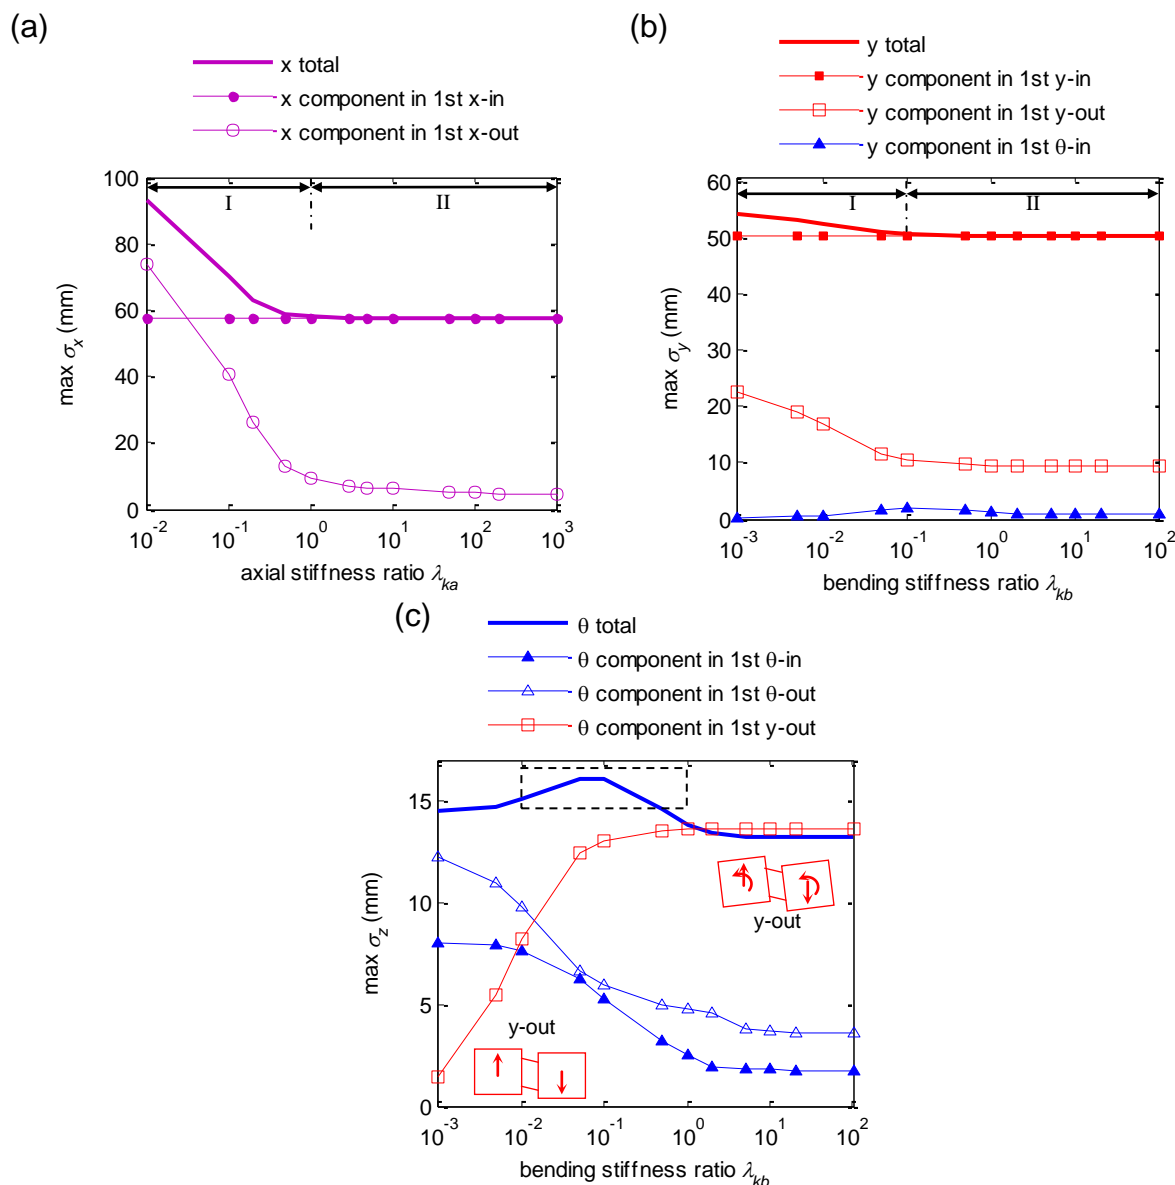 (a)
x total
x component in 1st x-in
x component in 1st x-out
100
80
60
40
20
0
I
II
max σx (mm)
10-2 10-1 100 101 102 103
axial stiffness ratio λka
(b)
y total
y component in 1st y-in
y component in 1st y-out
y component in 1st θ-in
60
50
40
30
20
10
0
I
II
max σy (mm)
10-3 10-2 10-1 100 101 102
bending stiffness ratio λkb
(c)
θ total
θ component in 1st θ-in
θ component in 1st θ-out
θ component in 1st y-out
15
10
5
0
max σz (mm)
y-out
y-out
10-3 10-2 10-1 100 101 102
bending stiffness ratio λkb